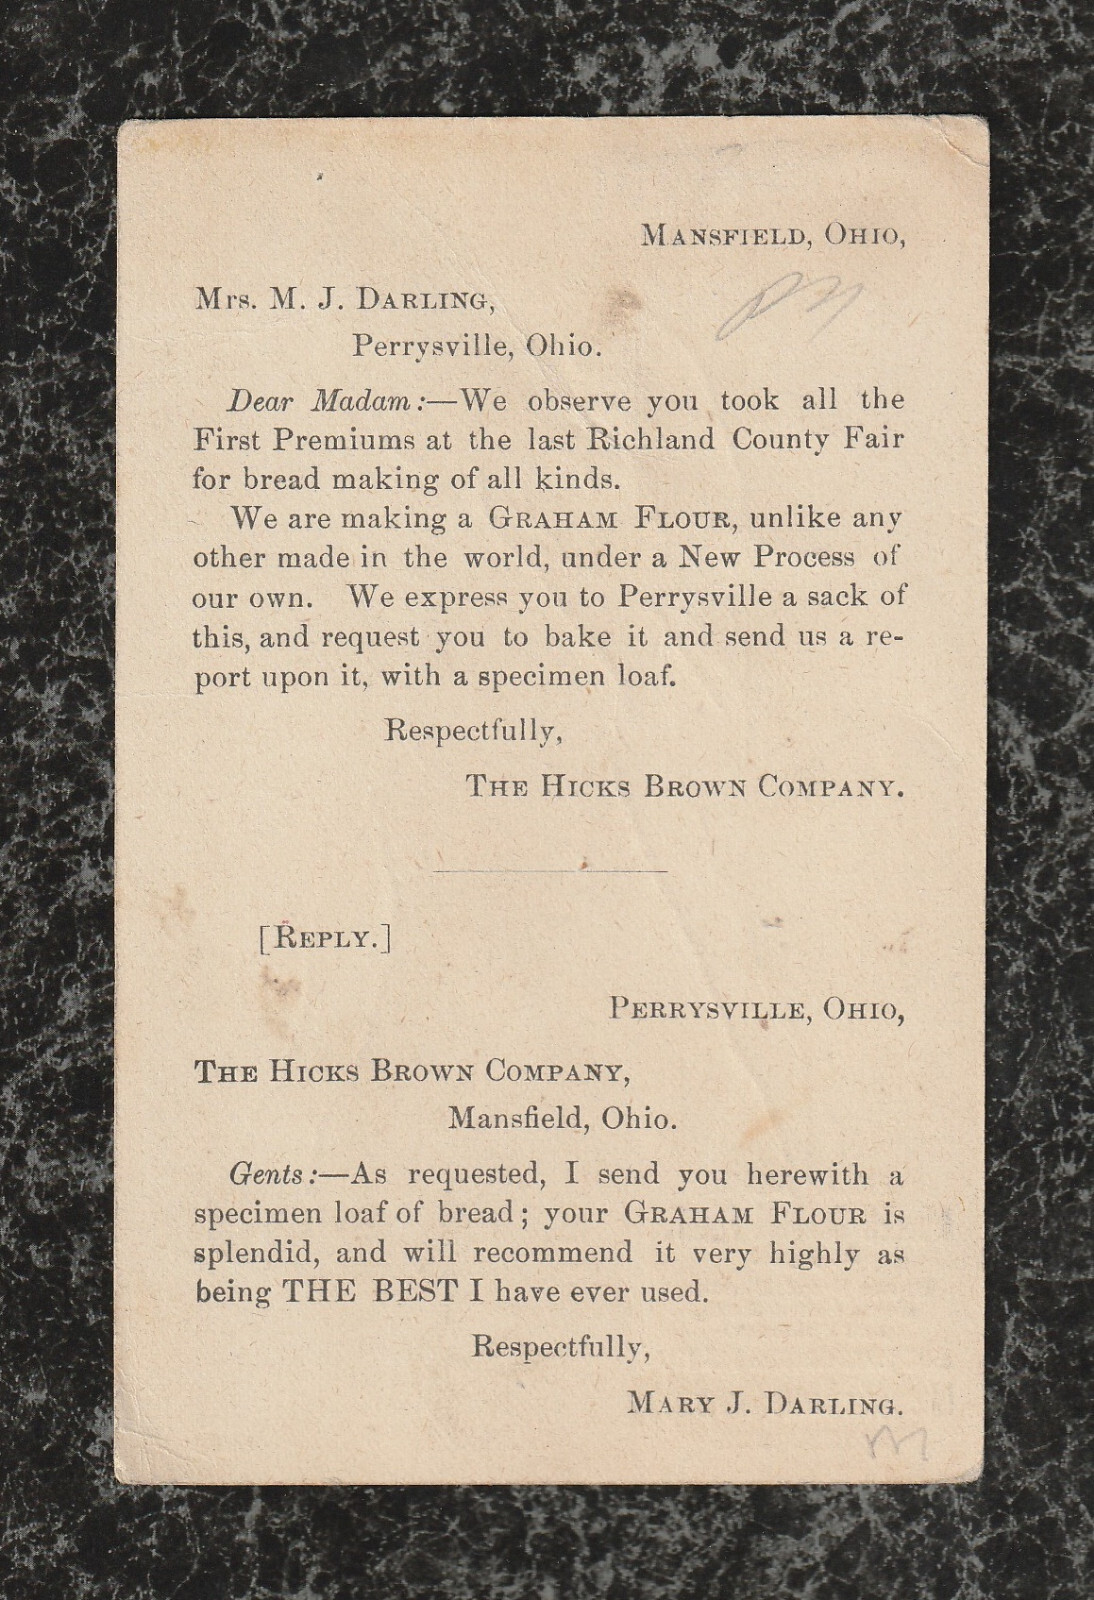 MANSFIELD, OHIO,
Mrs. M. J. DARLING,
Perrysville, Ohio.
Dear Madam:—We observe you took all the
First Premiums at the last Richland County Fair
for bread making of all kinds.
We are making a GRAHAM FLOUR, unlike any
other made in the world, under a New Process of
our own. We express you to Perrysville a sack of
this, and request you to bake it and send us a re-
port upon it, with a specimen loaf.
Respectfully,
THE HICKS BROWN COMPANY.
[REPLY.]
PERRYSVILLE, OHIO,
THE HICKS BROWN COMPANY,
Mansfield, Ohio.
Gents:—As requested, I send you herewith a
specimen loaf of bread; your GRAHAM FLOUR is
splendid, and will recommend it very highly as
being THE BEST I have ever used.
Respectfully,
MARY J. DARLING.